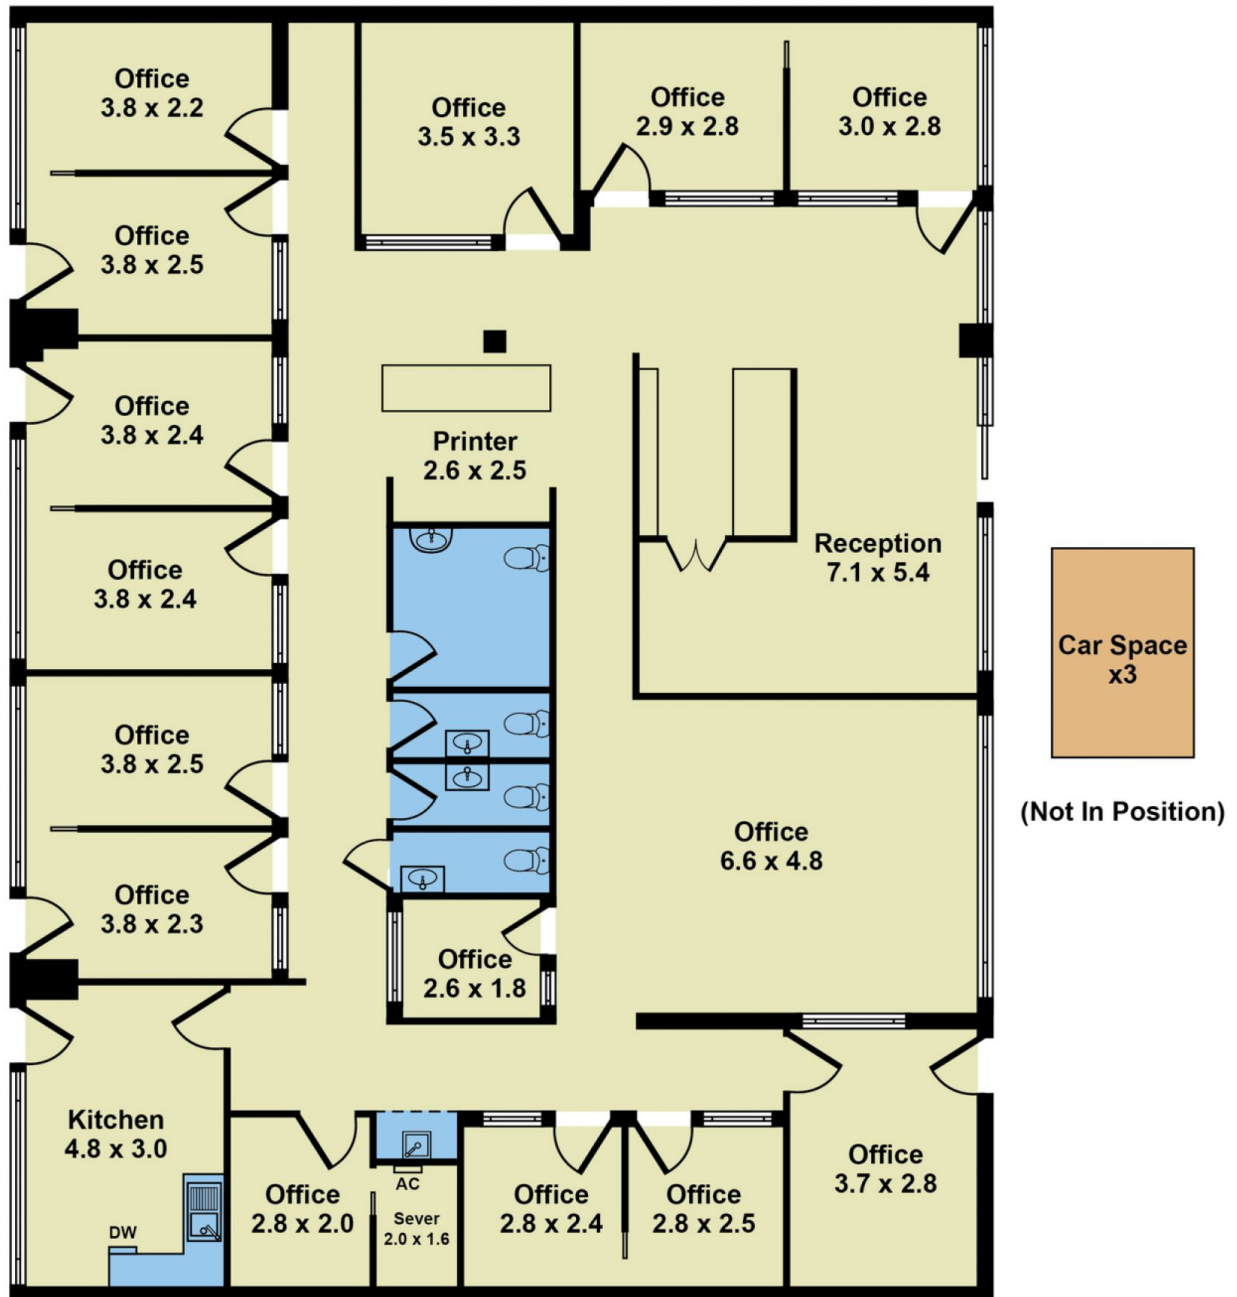 Office
3.8 x 2.2
Office
3.5 x 3.3
Office
2.9 x 2.8
Office
3.0 x 2.8
Office
3.8 x 2.5
Office
3.8 x 2.4
Printer
2.6 x 2.5
Office
3.8 x 2.4
Reception
7.1 x 5.4
Car Space
x3
(Not In Position)
Office
3.8 x 2.5
Office
6.6 x 4.8
Office
3.8 x 2.3
Office
2.6 x 1.8
Kitchen
4.8 x 3.0
DW
Office
2.8 x 2.0
AC
Sever
2.0 x 1.6
Office
2.8 x 2.4
Office
2.8 x 2.5
Office
3.7 x 2.8